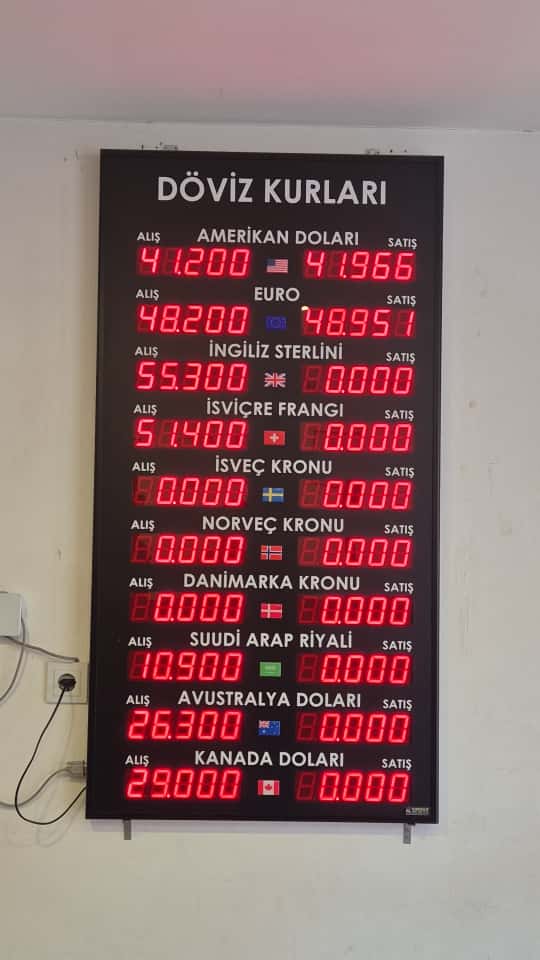 DÖVİZ KURLARI
ALIŞ AMERİKAN DOLARI SATIŞ
41.200 41.966
ALIŞ EURO SATIŞ
48.200 48.951
ALIŞ İNGİLİZ STERLİNİ SATIŞ
55.300 0.000
ALIŞ İSVİÇRE FRANGI SATIŞ
51.400 0.000
ALIŞ İSVEÇ KRONU SATIŞ
0.000 0.000
ALIŞ NORVEÇ KRONU SATIŞ
0.000 0.000
ALIŞ DANİMARKA KRONU SATIŞ
0.000 0.000
ALIŞ SUUDİ ARAP RİYALİ SATIŞ
10.900 0.000
ALIŞ AVUSTRALYA DOLARI SATIŞ
26.300 0.000
ALIŞ KANADA DOLARI SATIŞ
29.000 0.000